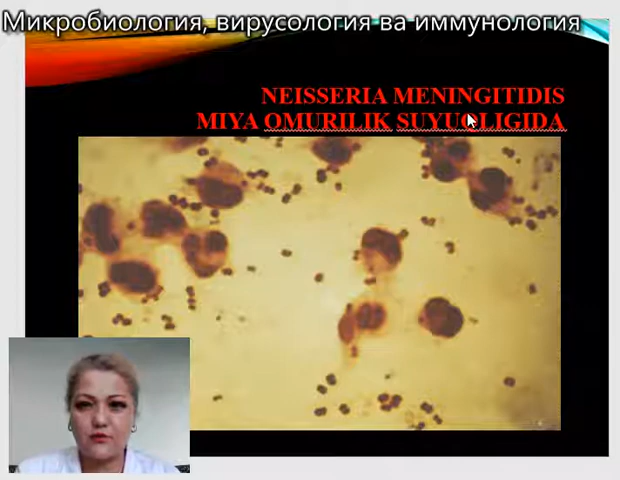 Микробиология, вирусология ва иммунология
NEISSERIA MENINGITIDIS
MIYA OMURILIK SUYUQLIGIDA